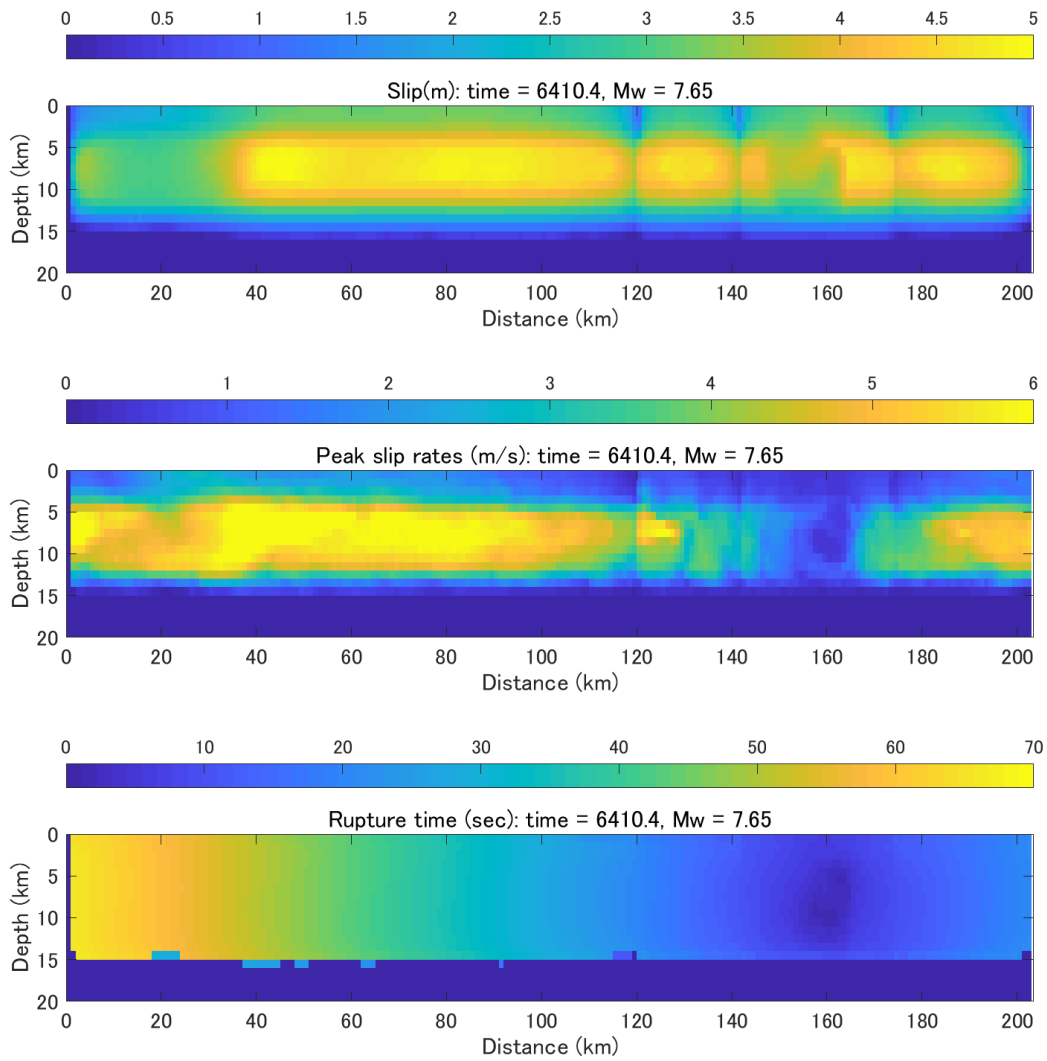 0 0.5 1 1.5 2 2.5 3 3.5 4 4.5 5
Slip(m): time = 6410.4, Mw = 7.65
0
5
10
15
20
Depth (km)
0 20 40 60 80 100 120 140 160 180 200
Distance (km)
0 1 2 3 4 5 6
Peak slip rates (m/s): time = 6410.4, Mw = 7.65
0
5
10
15
20
Depth (km)
0 20 40 60 80 100 120 140 160 180 200
Distance (km)
0 10 20 30 40 50 60 70
Rupture time (sec): time = 6410.4, Mw = 7.65
0
5
10
15
20
Depth (km)
0 20 40 60 80 100 120 140 160 180 200
Distance (km)